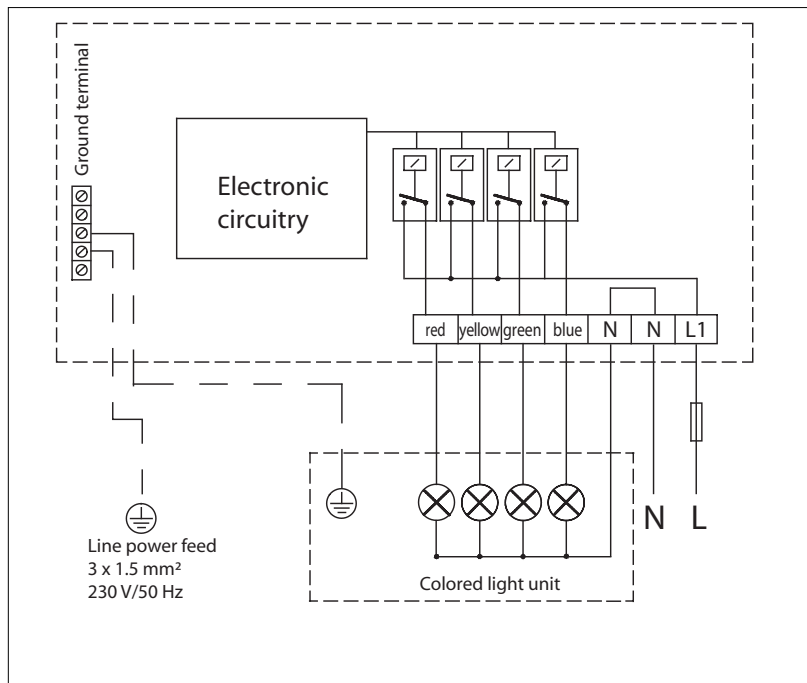 Ground terminal
Electronic
circuitry
red yellow green blue N N L1
N L
Line power feed
3 x 1.5 mm²
230 V/50 Hz
Colored light unit